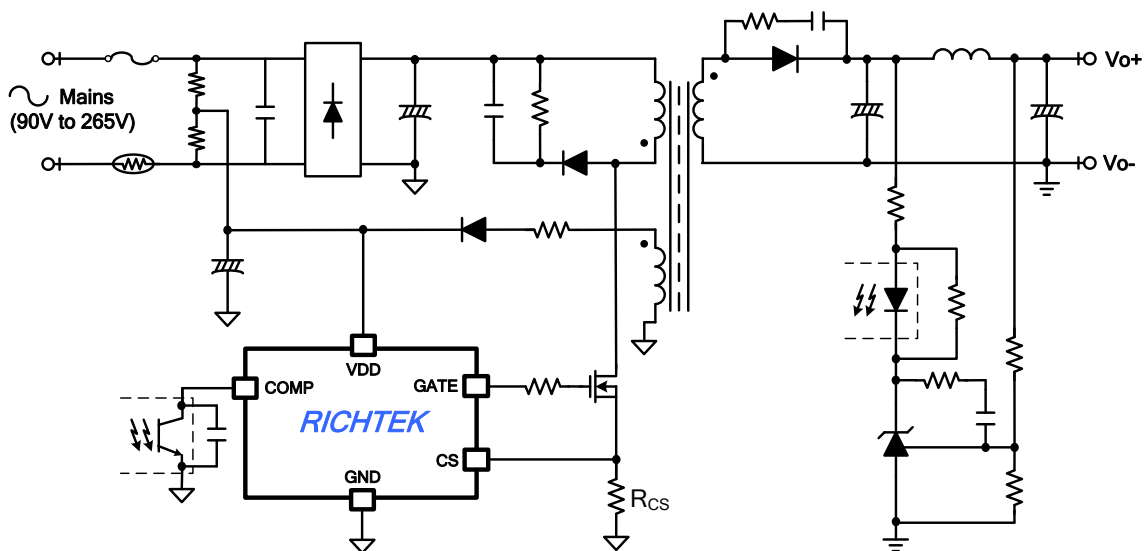 Vo+
Mains
(90V to 265V)
Vo-
VDD
COMP
GATE
RICHTEK
CS
GND
RCS